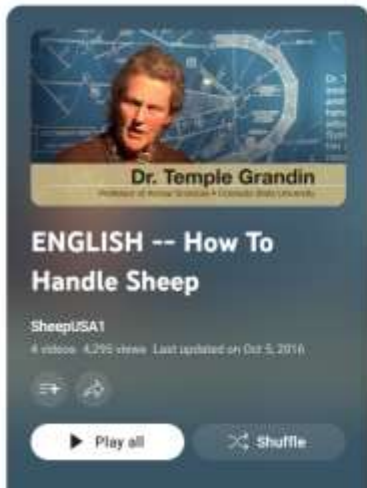 Dr. Temple Grandin
Professor of Animal Sciences • Colorado State University
ENGLISH -- How To
Handle Sheep
SheepUSA1
4 videos 4,295 views Last updated on Oct 5, 2016
Play all
Shuffle